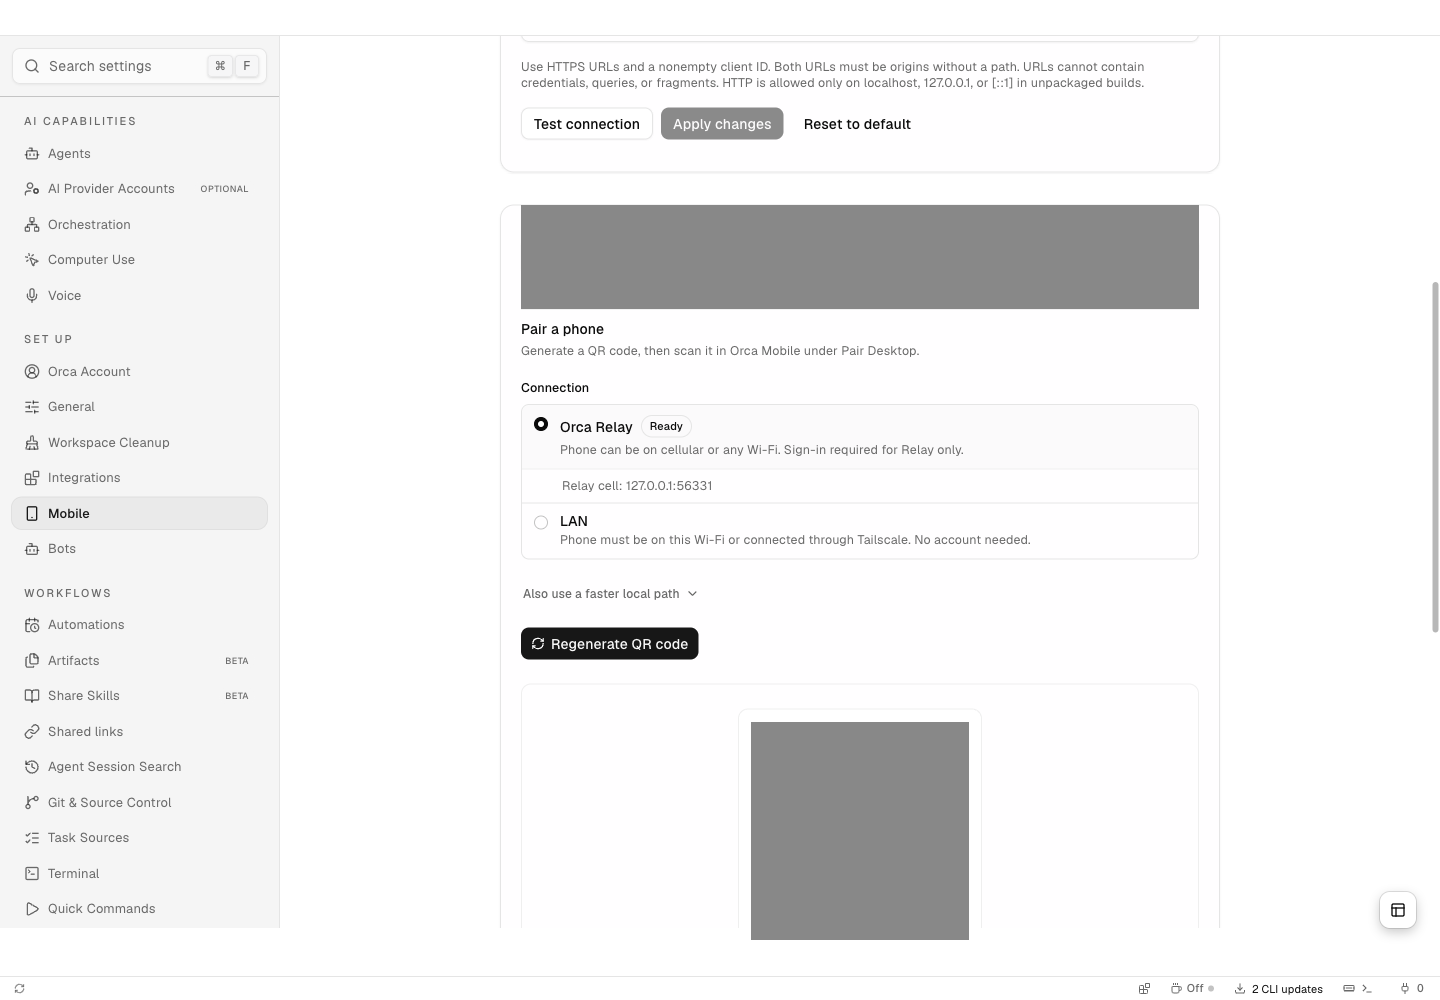 Search settings
⌘ F
AI CAPABILITIES
Agents
AI Provider Accounts OPTIONAL
Orchestration
Computer Use
Voice
SET UP
Orca Account
General
Workspace Cleanup
Integrations
Mobile
Bots
WORKFLOWS
Automations
Artifacts BETA
Share Skills BETA
Shared links
Agent Session Search
Git & Source Control
Task Sources
Terminal
Quick Commands
Use HTTPS URLs and a nonempty client ID. Both URLs must be origins without a path. URLs cannot contain
credentials, queries, or fragments. HTTP is allowed only on localhost, 127.0.0.1, or [::1] in unpackaged builds.
Test connection Apply changes Reset to default
Pair a phone
Generate a QR code, then scan it in Orca Mobile under Pair Desktop.
Connection
Orca Relay Ready
Phone can be on cellular or any Wi-Fi. Sign-in required for Relay only.
Relay cell: 127.0.0.1:56331
LAN
Phone must be on this Wi-Fi or connected through Tailscale. No account needed.
Also use a faster local path
Regenerate QR code
Off 2 CLI updates 0